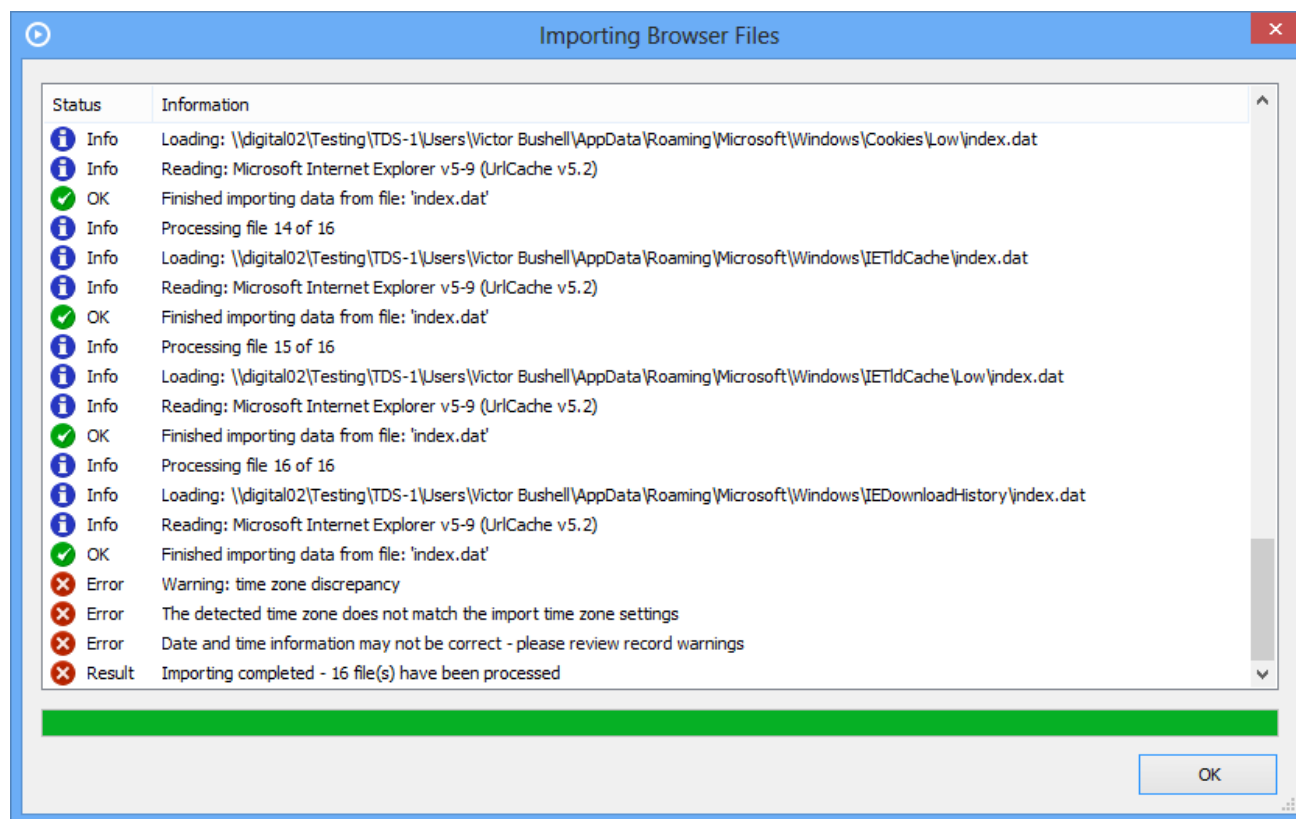 Importing Browser Files
Status Information
Info Loading: \\digital02\Testing\TDS-1\Users\Victor Bushell\AppData\Roaming\Microsoft\Windows\Cookies\Low\index.dat
Info Reading: Microsoft Internet Explorer v5-9 (UrlCache v5.2)
OK Finished importing data from file: 'index.dat'
Info Processing file 14 of 16
Info Loading: \\digital02\Testing\TDS-1\Users\Victor Bushell\AppData\Roaming\Microsoft\Windows\IETldCache\index.dat
Info Reading: Microsoft Internet Explorer v5-9 (UrlCache v5.2)
OK Finished importing data from file: 'index.dat'
Info Processing file 15 of 16
Info Loading: \\digital02\Testing\TDS-1\Users\Victor Bushell\AppData\Roaming\Microsoft\Windows\IETldCache\Low\index.dat
Info Reading: Microsoft Internet Explorer v5-9 (UrlCache v5.2)
OK Finished importing data from file: 'index.dat'
Info Processing file 16 of 16
Info Loading: \\digital02\Testing\TDS-1\Users\Victor Bushell\AppData\Roaming\Microsoft\Windows\IEDownloadHistory\index.dat
Info Reading: Microsoft Internet Explorer v5-9 (UrlCache v5.2)
OK Finished importing data from file: 'index.dat'
Error Warning: time zone discrepancy
Error The detected time zone does not match the import time zone settings
Error Date and time information may not be correct - please review record warnings
Result Importing completed - 16 file(s) have been processed
OK